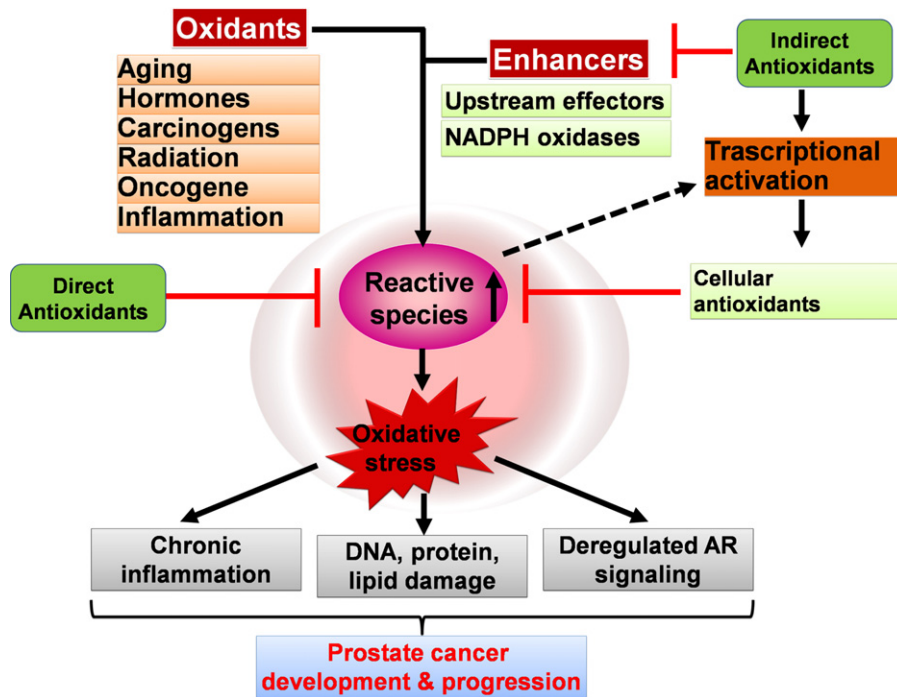 Oxidants
Aging
Hormones
Carcinogens
Radiation
Oncogene
Inflammation
Enhancers
Upstream effectors
NADPH oxidases
Indirect
Antioxidants
Trascriptional
activation
Cellular
antioxidants
Direct
Antioxidants
Reactive
species
Oxidative
stress
Chronic
inflammation
DNA, protein,
lipid damage
Deregulated AR
signaling
Prostate cancer
development & progression